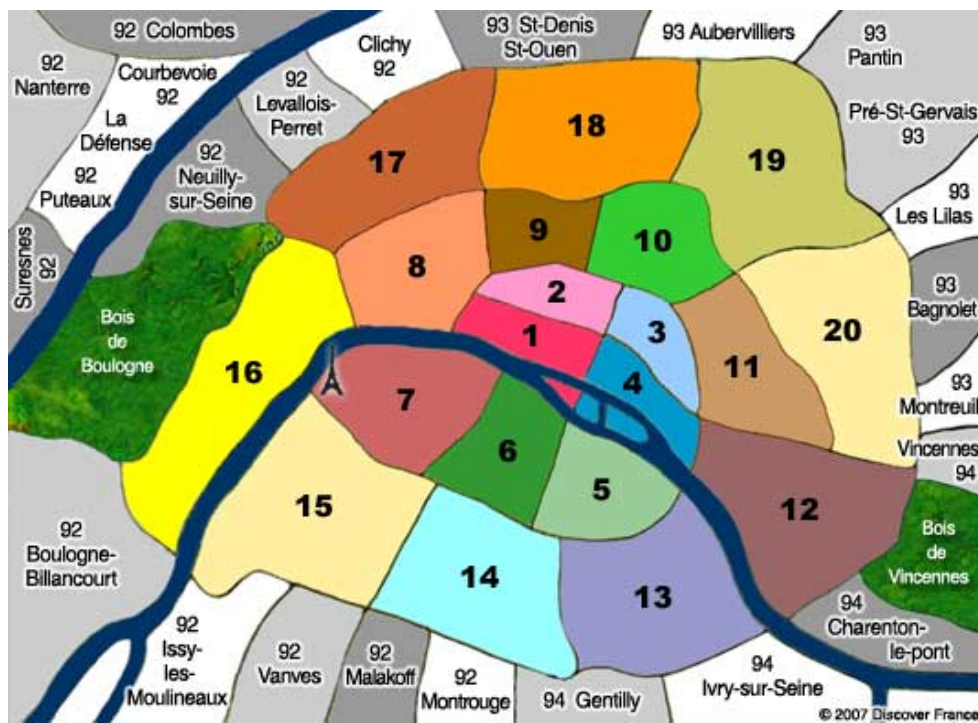 92 Colombes
92
Nanterre
Courbevoie
92
La
Défense
92
Puteaux
Suresnes
92
92
Levallois-
Perret
Clichy
92
92
Neuilly-
sur-Seine
93 St-Denis
St-Ouen
93 Aubervilliers
93
Pantin
Pré-St-Gervais
93
93
Les Lilas
93
Bagnolet
93
Montreuil
Vincennes
94
Bois
de
Boulogne
17
18
19
8
9
10
2
1
3
4
16
7
6
5
11
20
15
14
13
12
Bois
de
Vincennes
92
Boulogne-
Billancourt
92
Issy-
les-
Moulineaux
92
Vanves
92
Malakoff
92
Montrouge
94 Gentilly
94
Ivry-sur-Seine
94
Charenton-
le-pont
© 2007 Discover France